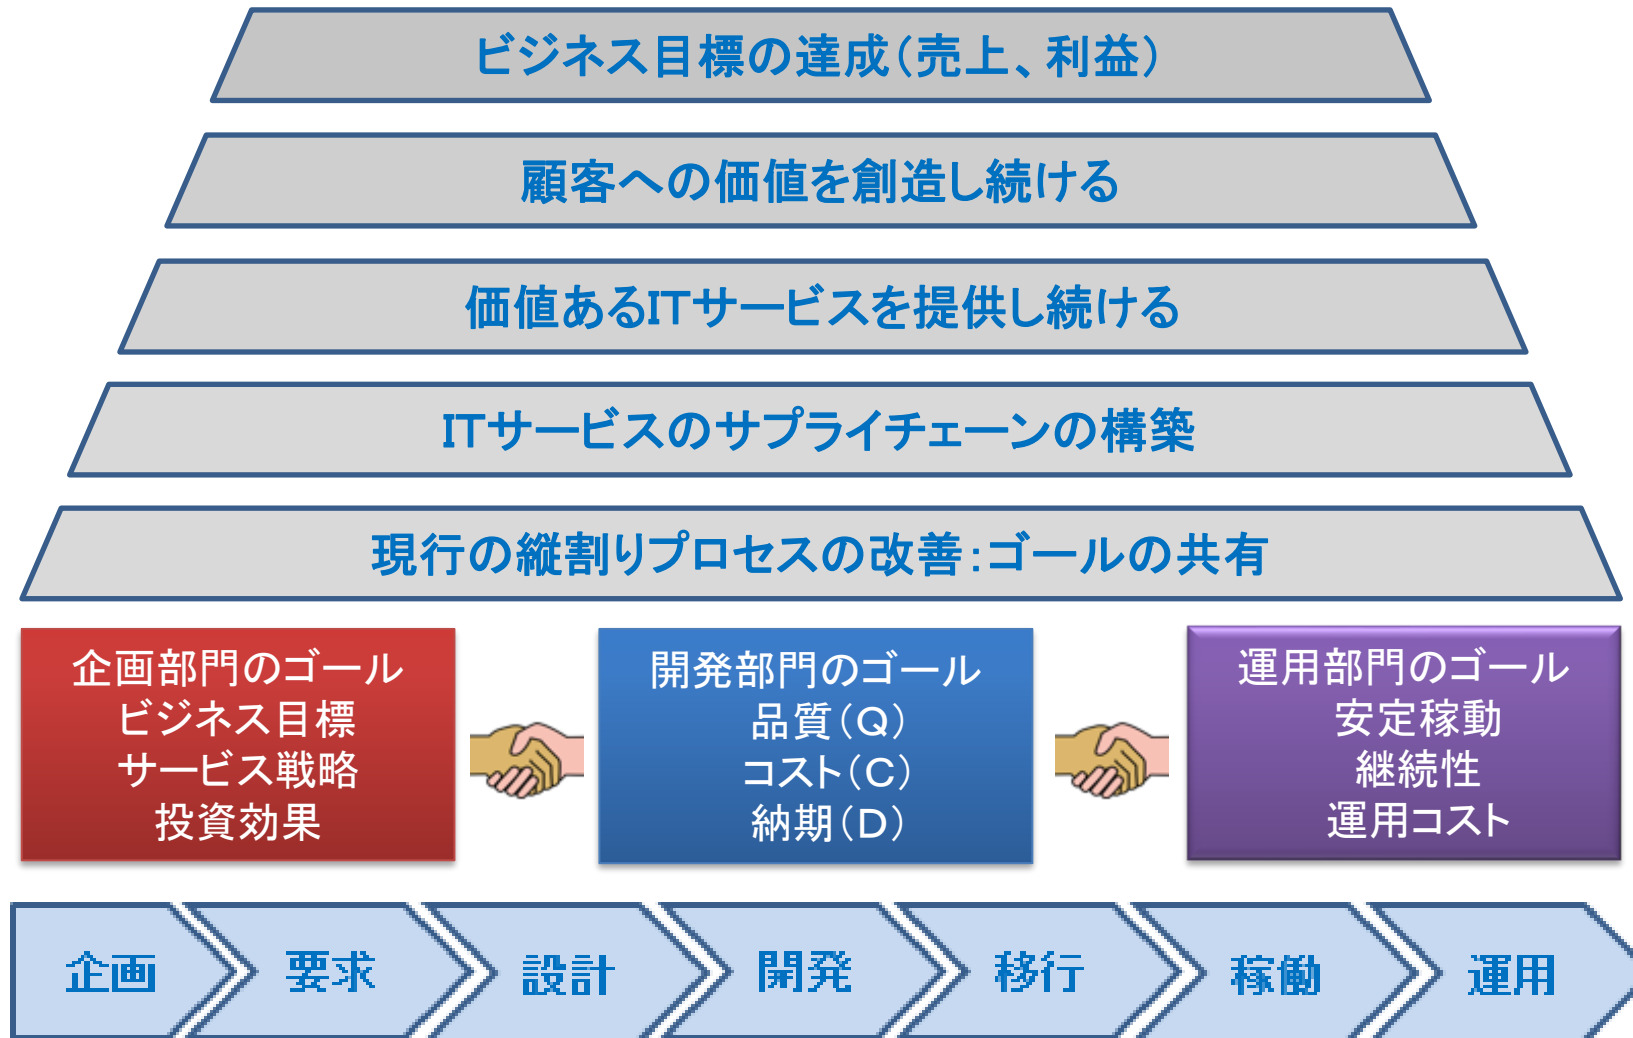 ビジネス目標の達成（売上、利益）
顧客への価値を創造し続ける
価値あるITサービスを提供し続ける
ITサービスのサプライチェーンの構築
現行の縦割りプロセスの改善：ゴールの共有
企画部門のゴール
ビジネス目標
サービス戦略
投資効果
開発部門のゴール
品質（Q）
コスト（C）
納期（D）
運用部門のゴール
安定稼動
継続性
運用コスト
企画
要求
設計
開発
移行
稼働
運用